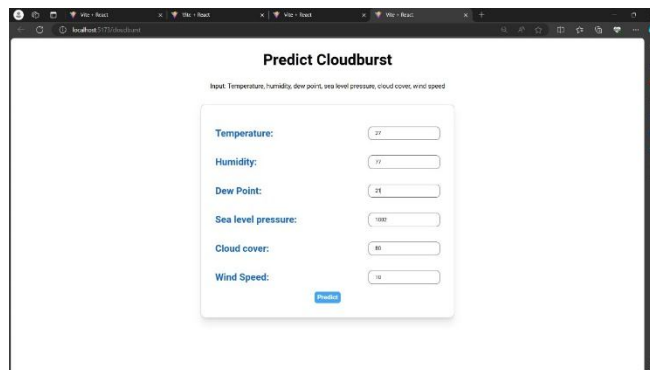 Vite + React
Vite + React
Vite + React
Vite + React
localhost:5173/cloudburst
Predict Cloudburst
Input: Temperature, humidity, dew point, sea level pressure, cloud cover, wind speed
Temperature: 27
Humidity: 77
Dew Point: 21
Sea level pressure: 1002
Cloud cover: 80
Wind Speed: 10
Predict